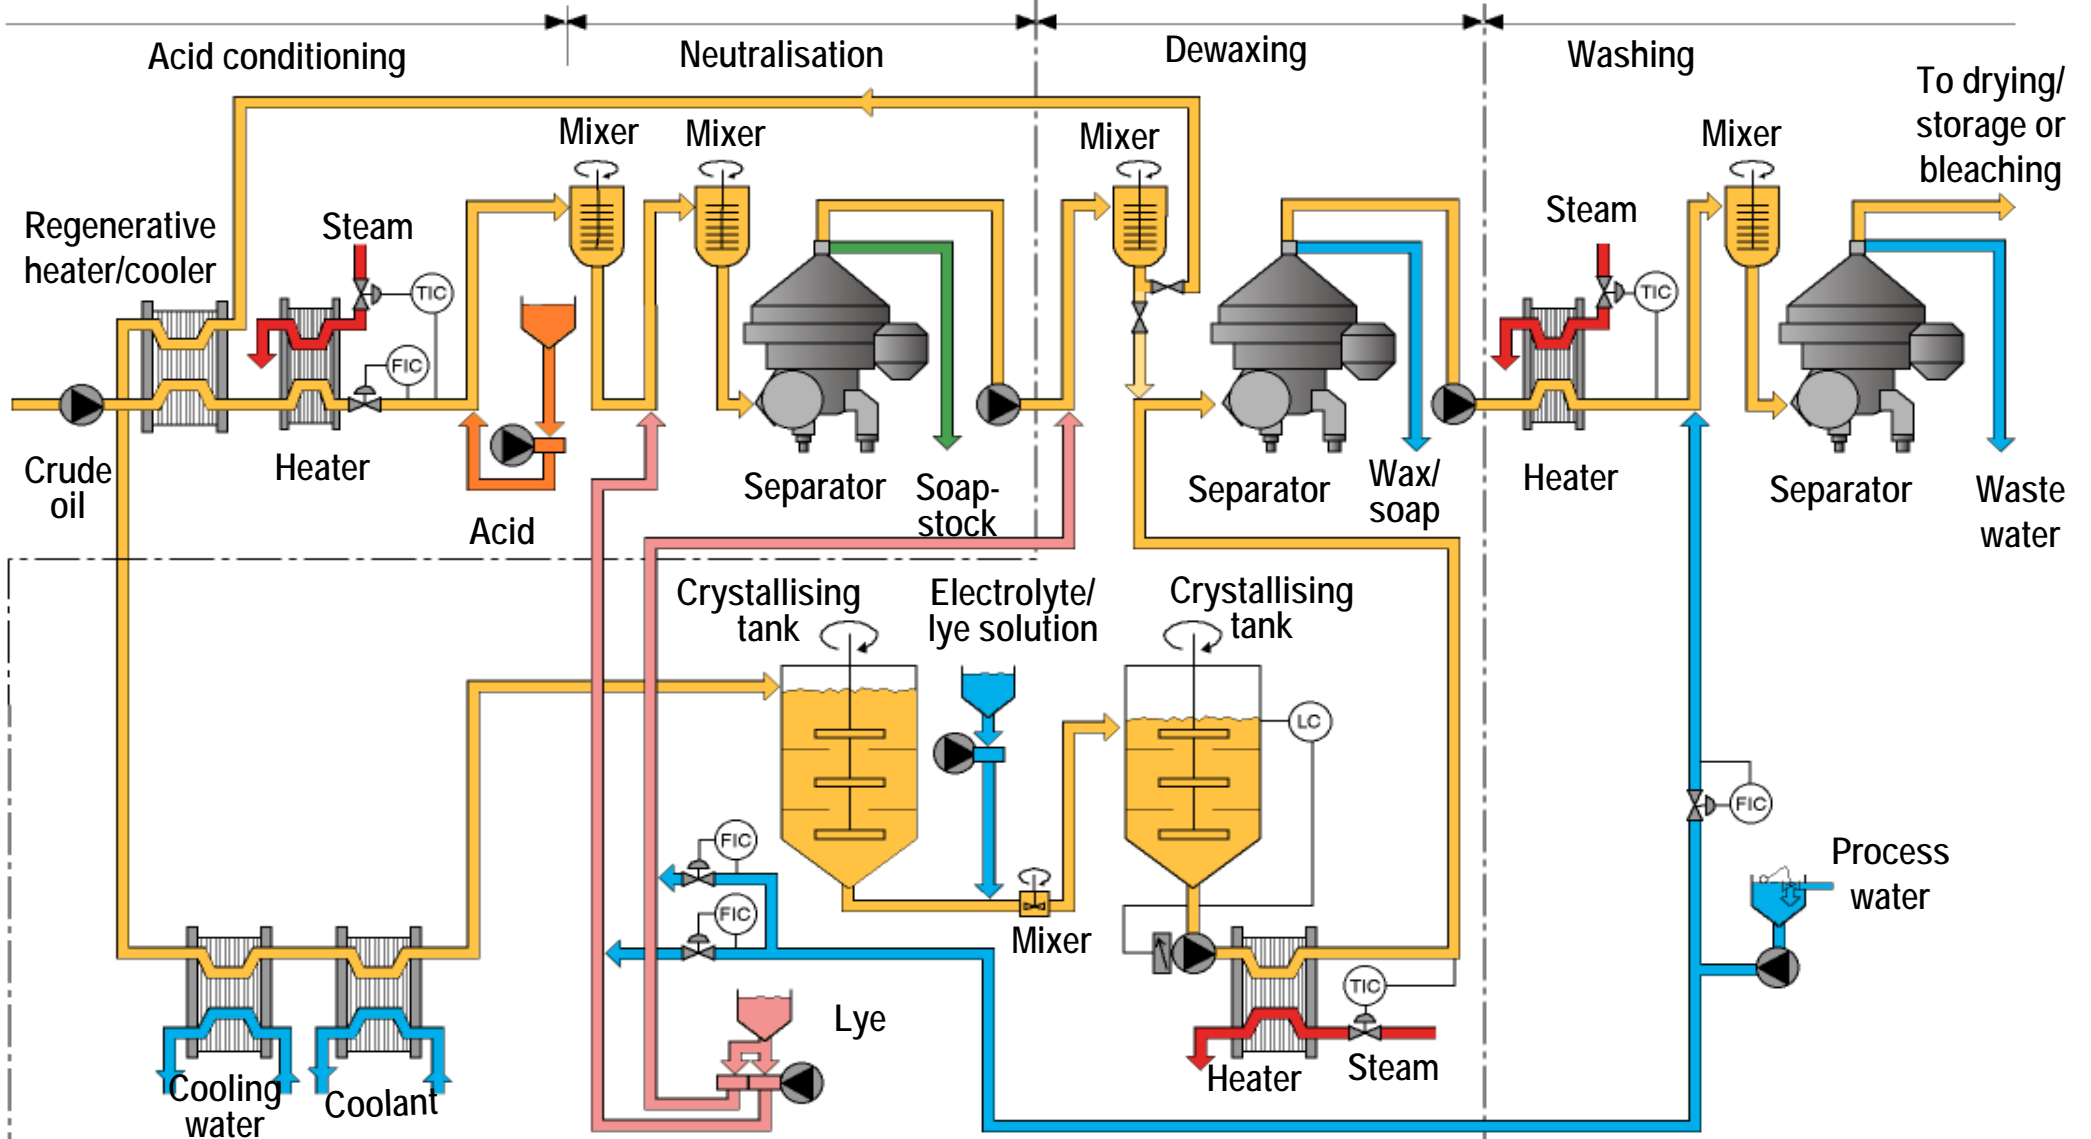 Acid conditioning
Neutralisation
Dewaxing
Washing
To drying/
storage or
bleaching
Mixer
Mixer
Mixer
Mixer
Regenerative
heater/cooler
Steam
Steam
TIC
TIC
FIC
Crude
oil
Heater
Acid
Separator
Soap-
stock
Separator
Wax/
soap
Heater
Separator
Waste
water
Crystallising
tank
Electrolyte/
lye solution
Crystallising
tank
LC
FIC
FIC
FIC
Process
water
Mixer
TIC
Lye
Cooling
water
Coolant
Heater
Steam